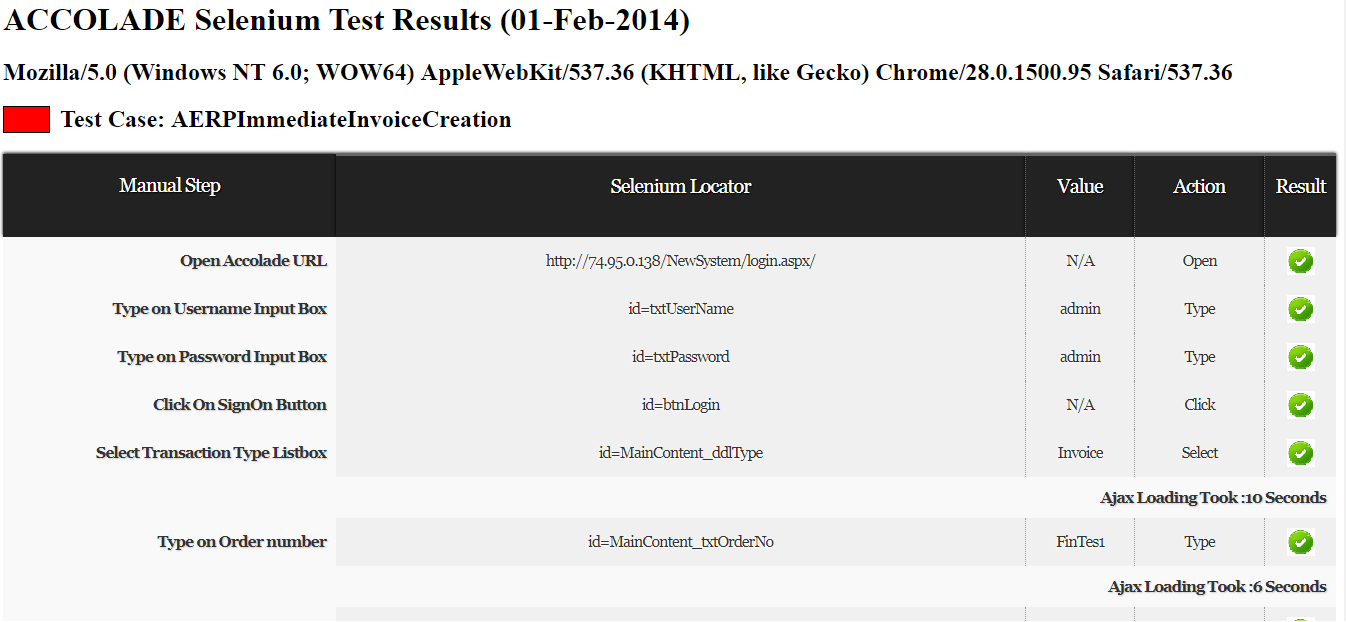 ACCOLADE Selenium Test Results (01-Feb-2014)
Mozilla/5.0 (Windows NT 6.0; WOW64) AppleWebKit/537.36 (KHTML, like Gecko) Chrome/28.0.1500.95 Safari/537.36
Test Case: AERPImmediateInvoiceCreation
Manual Step Selenium Locator Value Action Result
Open Accolade URL http://74.95.0.138/NewSystem/login.aspx/ N/A Open
Type on Username Input Box id=txtUserName admin Type
Type on Password Input Box id=txtPassword admin Type
Click On SignOn Button id=btnLogin N/A Click
Select Transaction Type Listbox id=MainContent_ddlType Invoice Select
Ajax Loading Took :10 Seconds
Type on Order number id=MainContent_txtOrderNo FinTes1 Type
Ajax Loading Took :6 Seconds